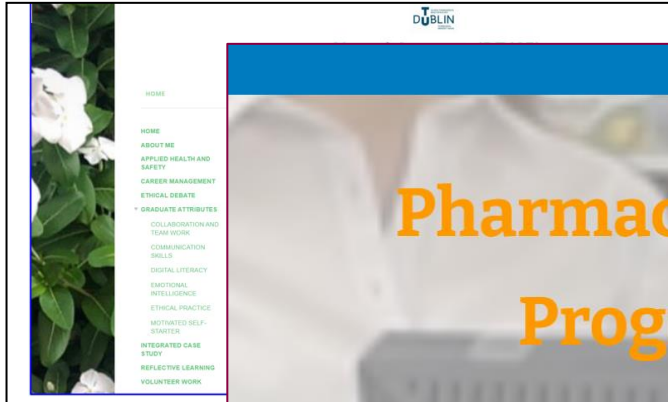 DUBLIN
HOME
HOME
ABOUT ME
APPLIED HEALTH AND
SAFETY
CAREER MANAGEMENT
ETHICAL DEBATE
GRADUATE ATTRIBUTES
COLLABORATION AND
TEAM WORK
COMMUNICATION
SKILLS
DIGITAL LITERACY
EMOTIONAL
INTELLIGENCE
ETHICAL PRACTICE
MOTIVATED SELF-
STARTER
INTEGRATED CASE
STUDY
REFLECTIVE LEARNING
VOLUNTEER WORK
Pharmac
Prog